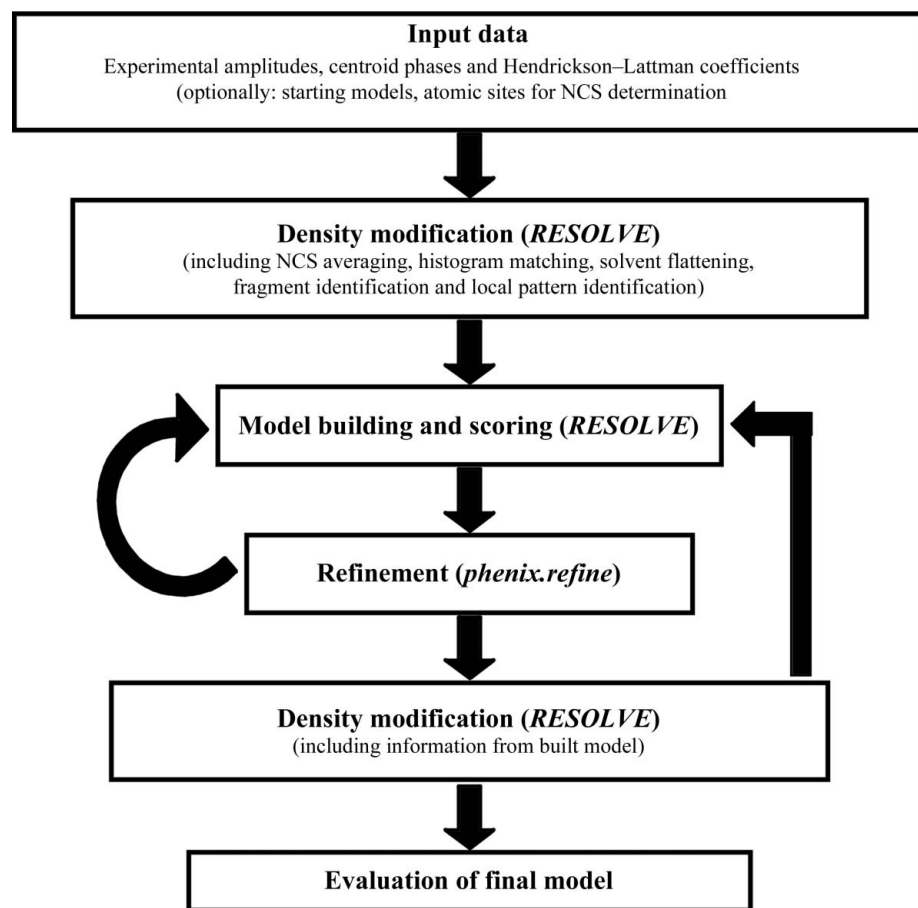 Input data
Experimental amplitudes, centroid phases and Hendrickson–Lattman coefficients
(optionally: starting models, atomic sites for NCS determination
Density modification (RESOLVE)
(including NCS averaging, histogram matching, solvent flattening,
fragment identification and local pattern identification)
Model building and scoring (RESOLVE)
Refinement (phenix.refine)
Density modification (RESOLVE)
(including information from built model)
Evaluation of final model